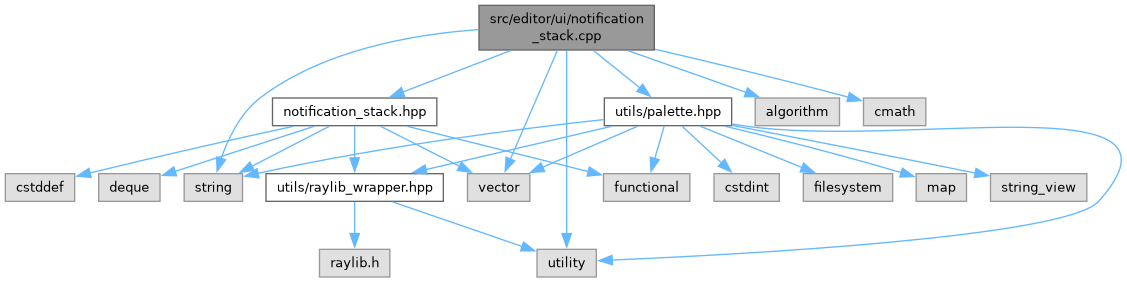 src/editor/ui/notification
_stack.cpp
notification_stack.hpp
utils/palette.hpp
algorithm
cmath
cstddef
deque
string
utils/raylib_wrapper.hpp
vector
functional
cstdint
filesystem
map
string_view
raylib.h
utility